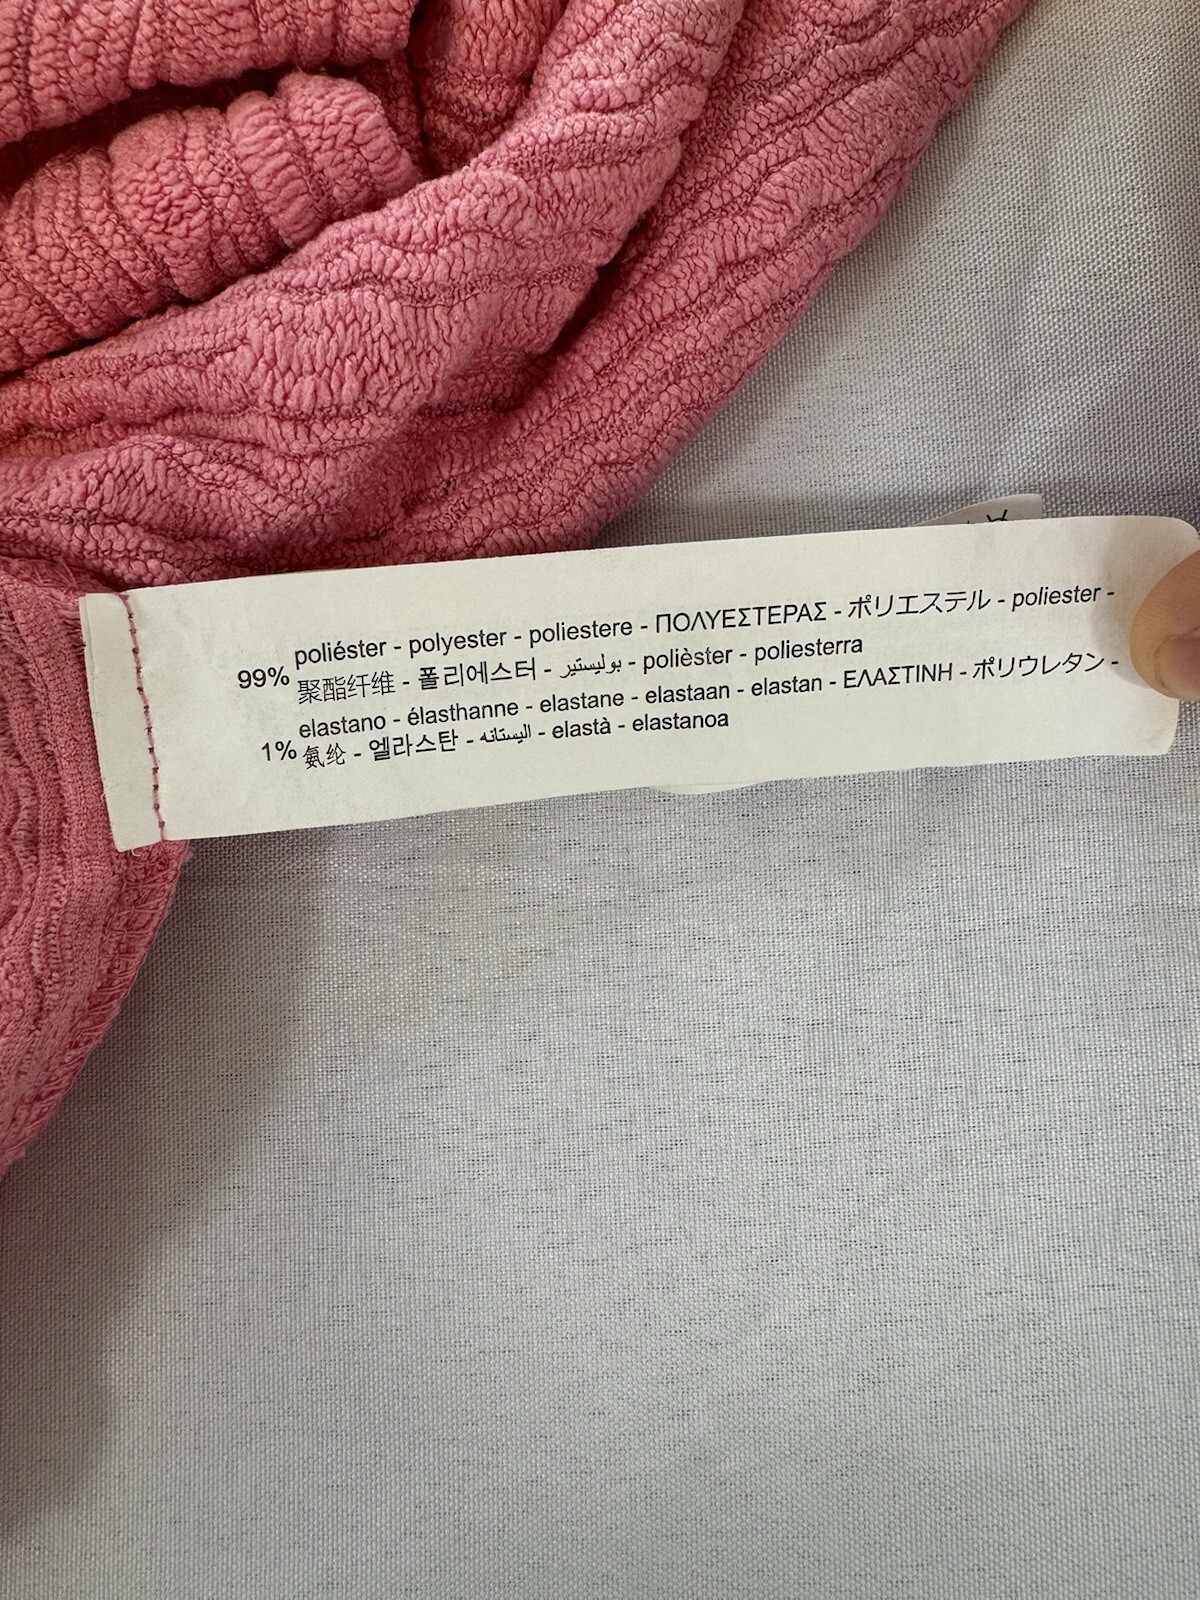 99% poliéster - polyester - poliestere - ΠΟΛΥΕΣΤΕΡΑΣ - ポリエステル - poliester -
聚酯纤维 - 폴리에스터 - بوليستير - polièster - poliesterra
1% elastano - élasthanne - elastane - elastaan - elastan - ΕΛΑΣΤΙΝΗ - ポリウレタン -
氨纶 - 엘라스탄 - اليستانه - elastà - elastanoa